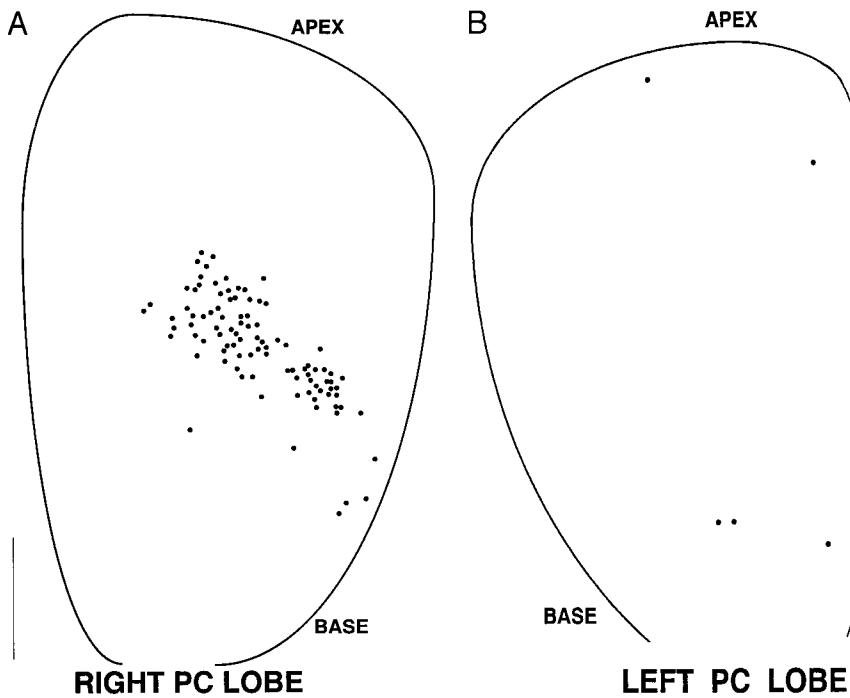 A
APEX
BASE
RIGHT PC LOBE
B
APEX
BASE
LEFT PC LOBE